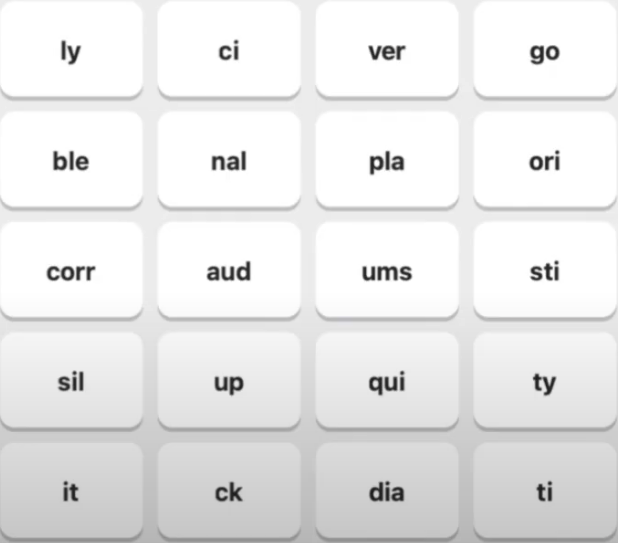 ly ci ver go
ble nal pla ori
corr aud ums sti
sil up qui ty
it ck dia ti